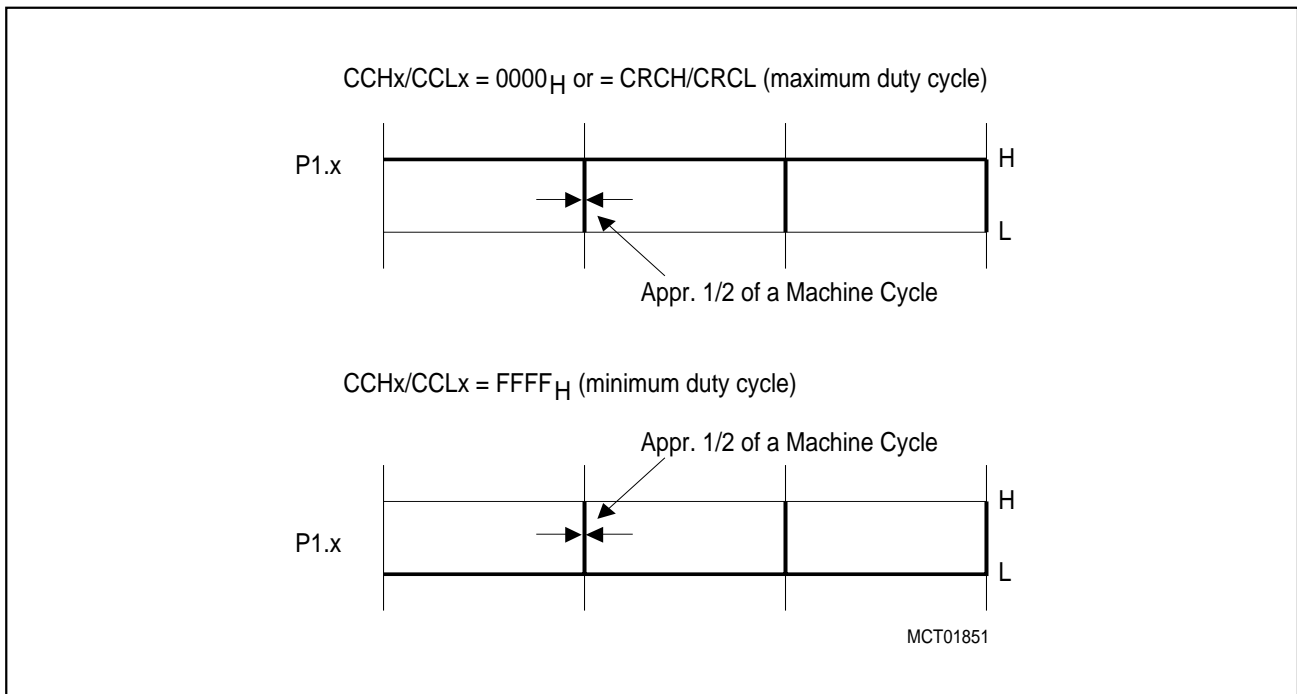 CCHx/CCLx = 0000H or = CRCH/CRCL (maximum duty cycle)
P1.x
H
L
Appr. 1/2 of a Machine Cycle
CCHx/CCLx = FFFFH (minimum duty cycle)
Appr. 1/2 of a Machine Cycle
H
P1.x
L
MCT01851